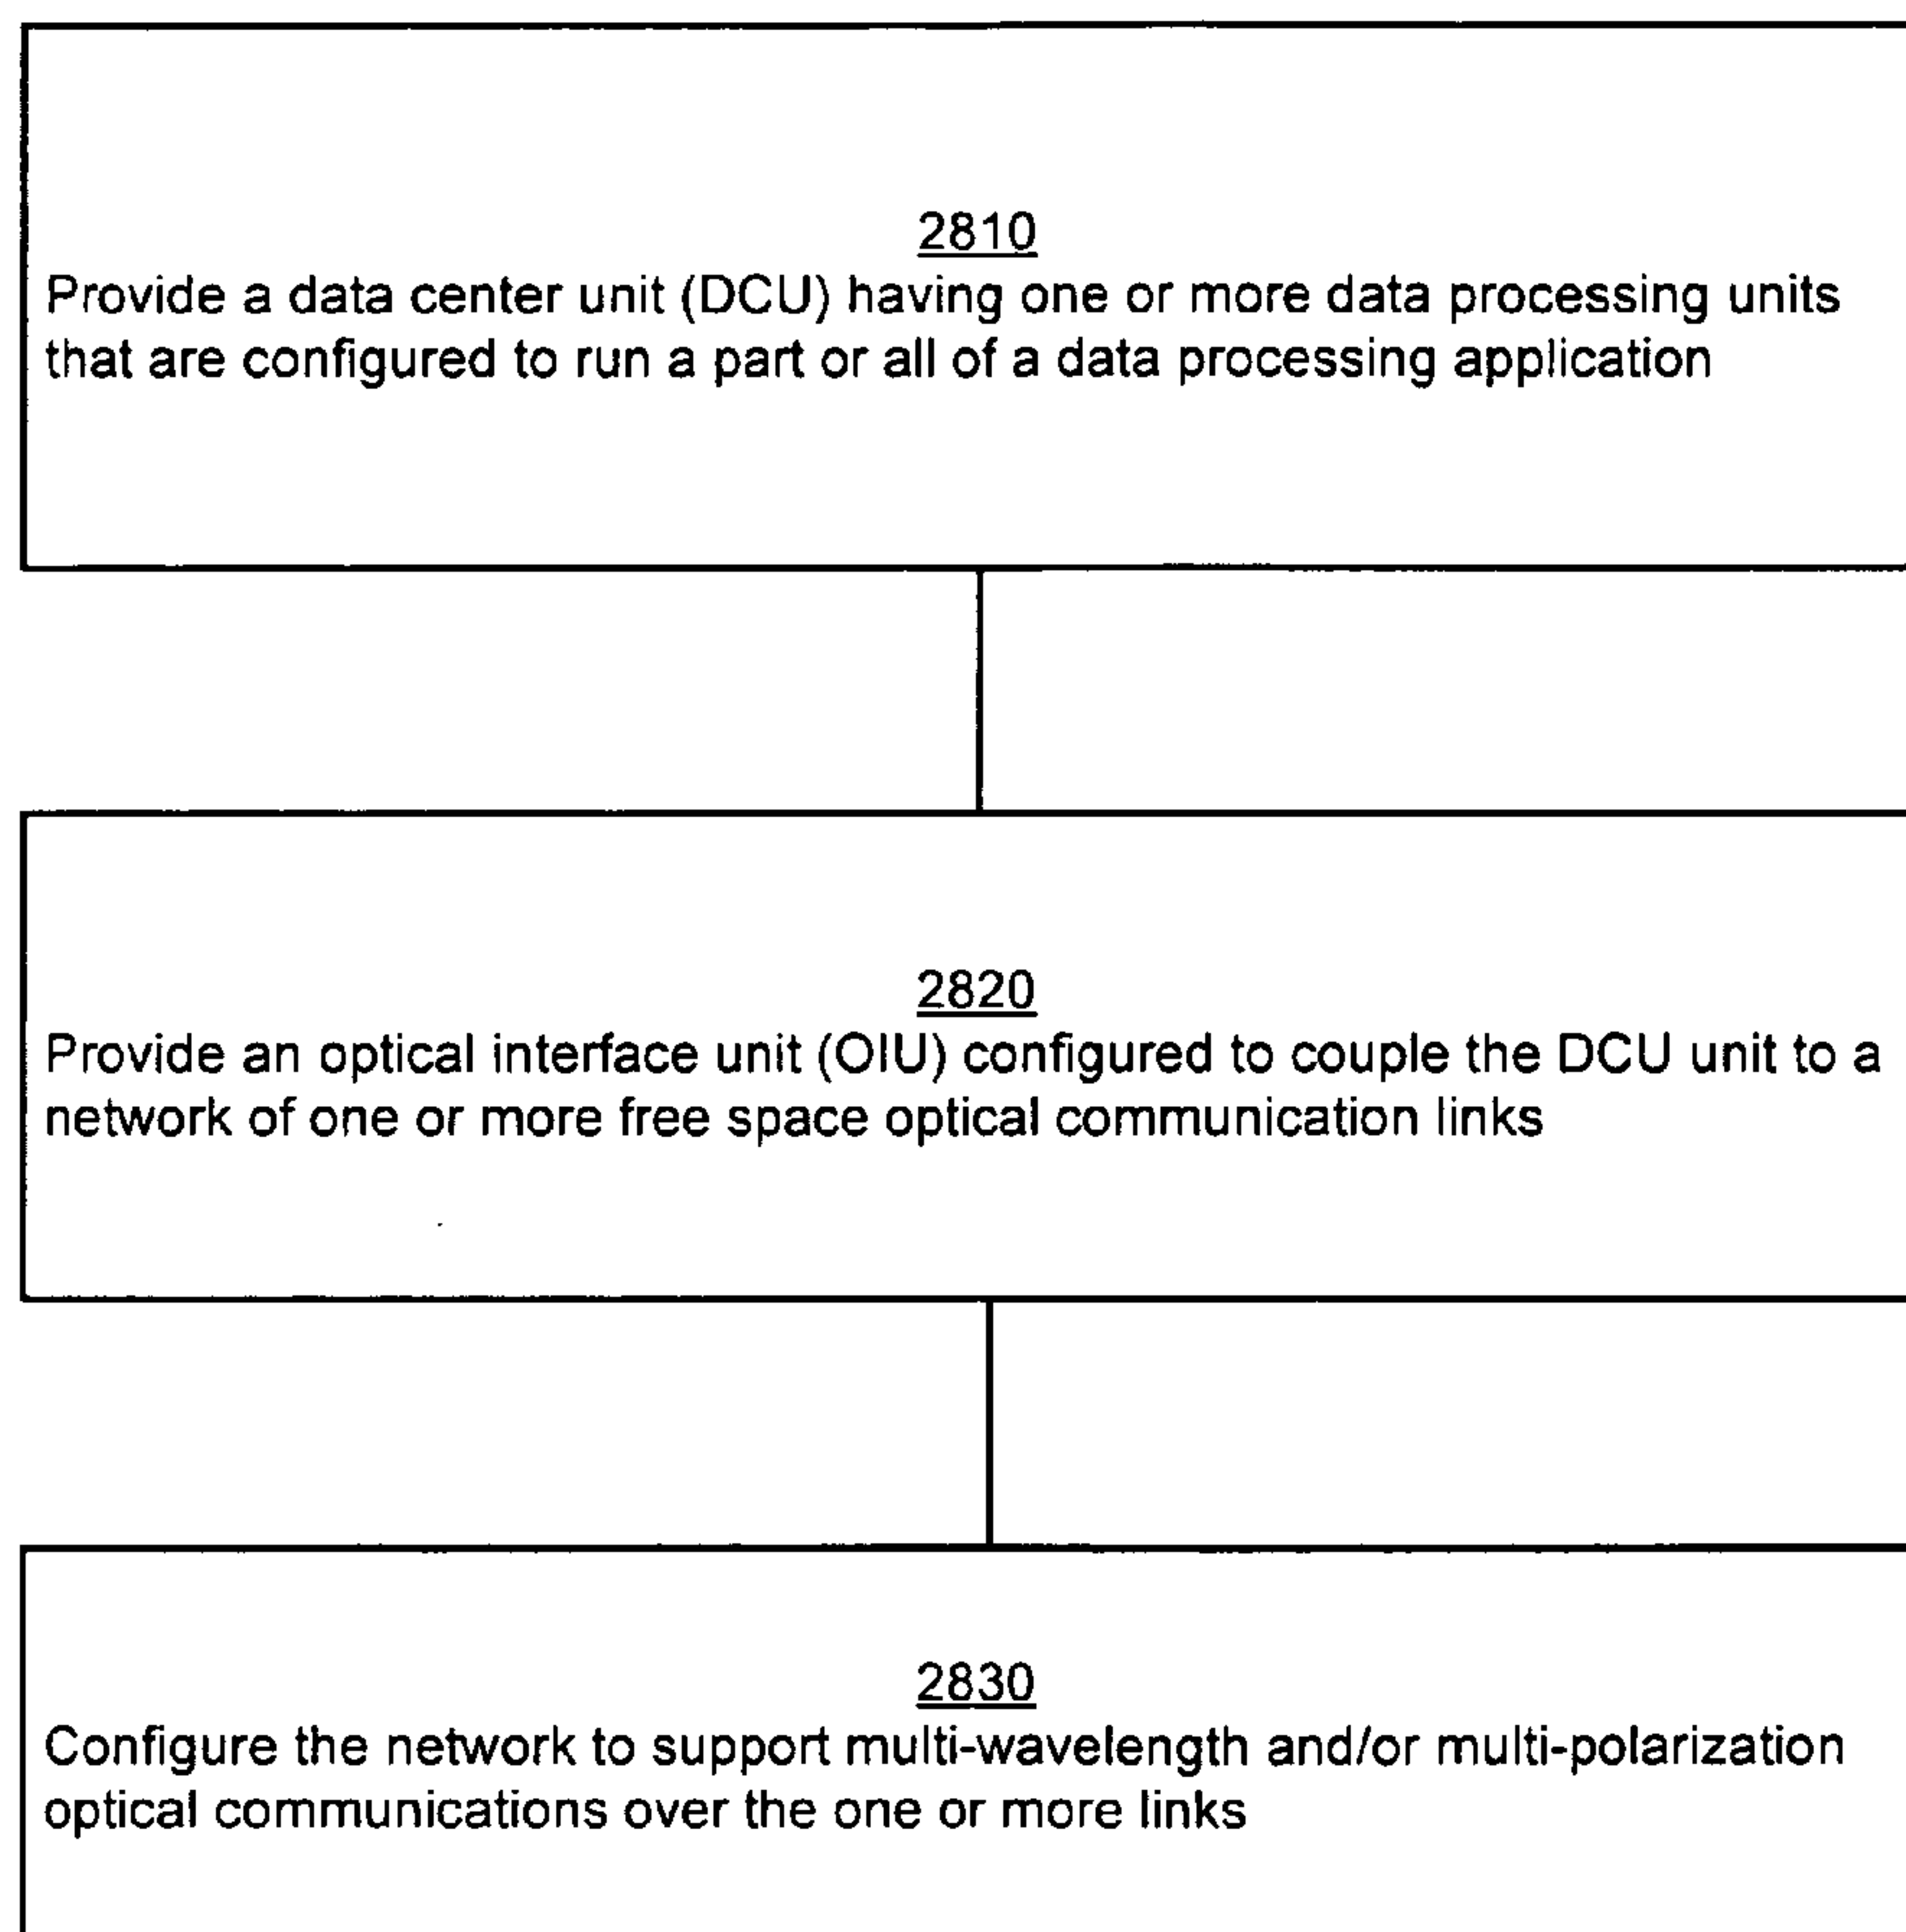 2810
Provide a data center unit (DCU) having one or more data processing units
that are configured to run a part or all of a data processing application
2820
Provide an optical interface unit (OIU) configured to couple the DCU unit to a
network of one or more free space optical communication links
2830
Configure the network to support multi-wavelength and/or multi-polarization
optical communications over the one or more links